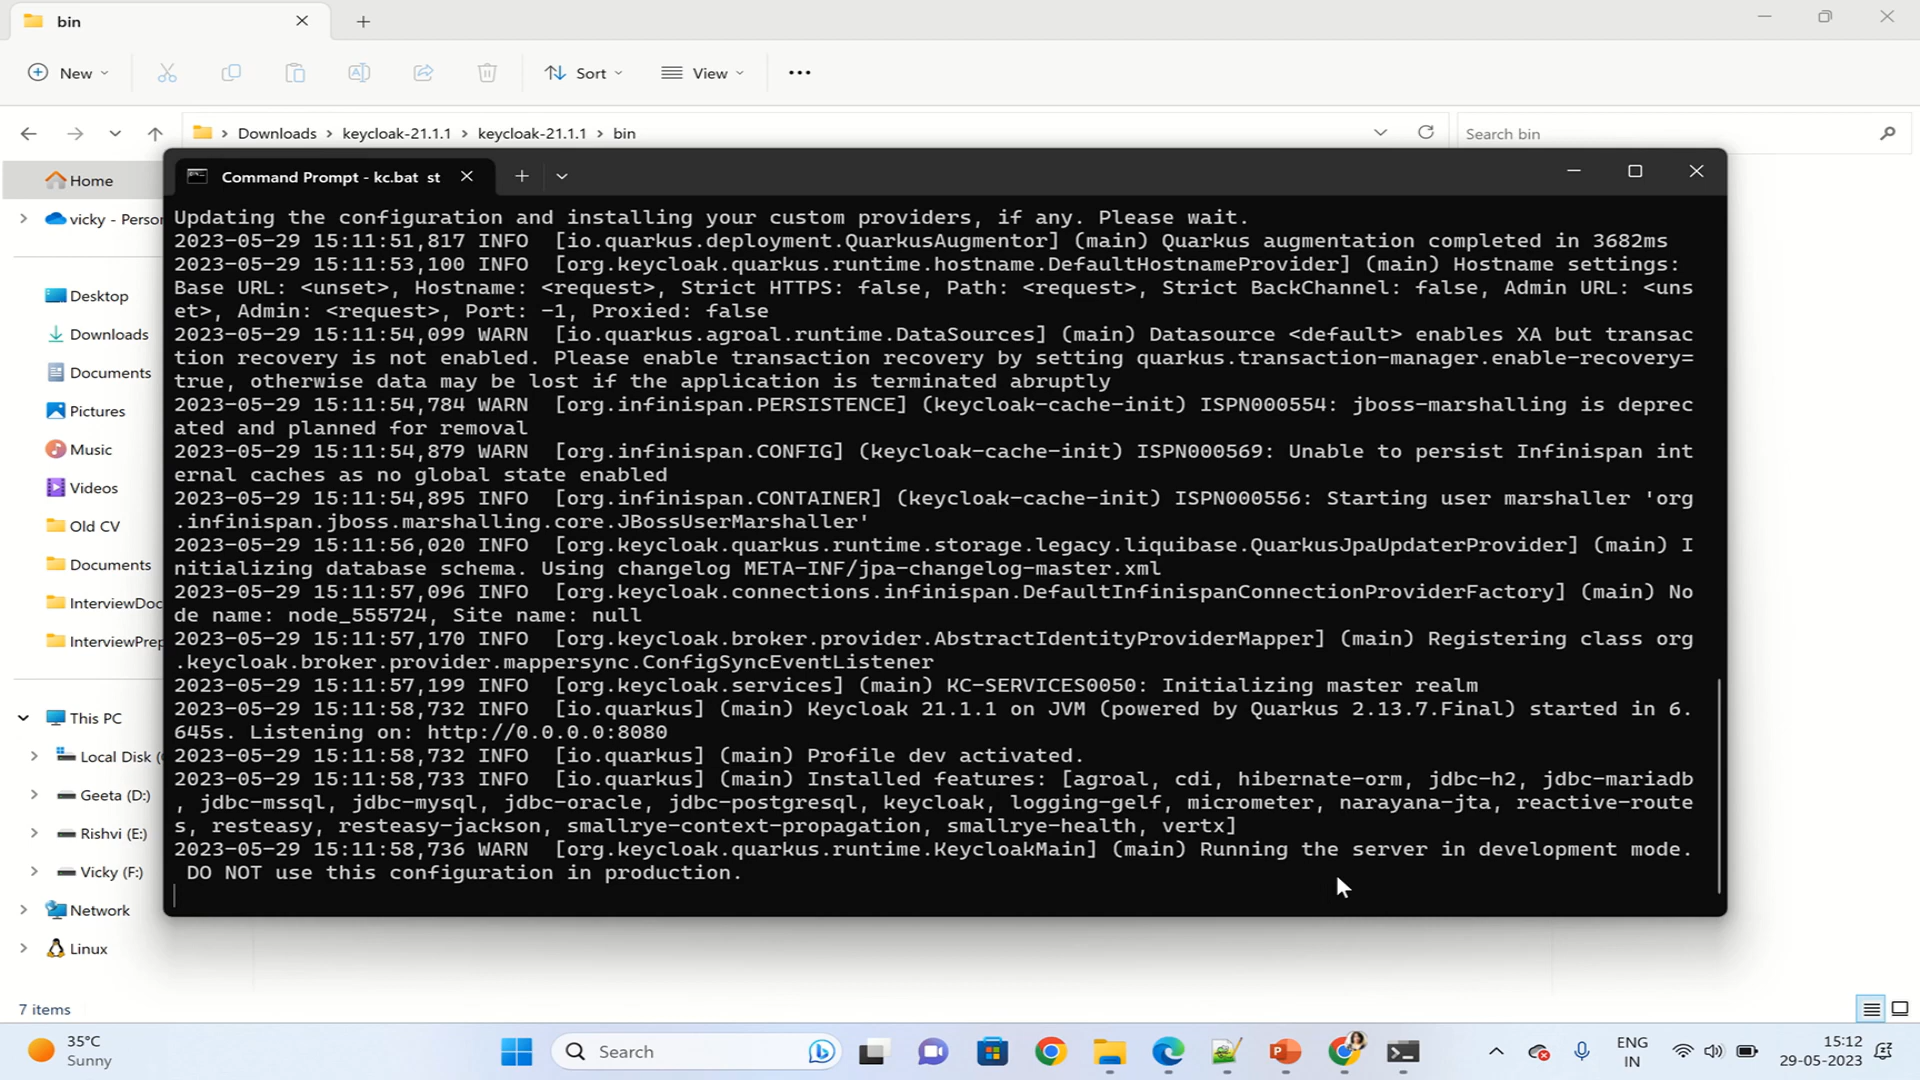 bin
New
Sort
View
Downloads > keycloak-21.1.1 > keycloak-21.1.1 > bin
Search bin
Home
vicky - Person
Desktop
Downloads
Documents
Pictures
Music
Videos
Old CV
Documents
InterviewDoc
InterviewPrep
This PC
Local Disk (
Geeta (D:)
Rishvi (E:)
Vicky (F:)
Network
Linux
7 items
Command Prompt - kc.bat  st
Updating the configuration and installing your custom providers, if any. Please wait.
2023-05-29 15:11:51,817 INFO  [io.quarkus.deployment.QuarkusAugmentor] (main) Quarkus augmentation completed in 3682ms
2023-05-29 15:11:53,100 INFO  [org.keycloak.quarkus.runtime.hostname.DefaultHostnameProvider] (main) Hostname settings:
Base URL: <unset>, Hostname: <request>, Strict HTTPS: false, Path: <request>, Strict BackChannel: false, Admin URL: <uns
et>, Admin: <request>, Port: -1, Proxied: false
2023-05-29 15:11:54,099 WARN  [io.quarkus.agroal.runtime.DataSources] (main) Datasource <default> enables XA but transac
tion recovery is not enabled. Please enable transaction recovery by setting quarkus.transaction-manager.enable-recovery=
true, otherwise data may be lost if the application is terminated abruptly
2023-05-29 15:11:54,784 WARN  [org.infinispan.PERSISTENCE] (keycloak-cache-init) ISPN000554: jboss-marshalling is deprec
ated and planned for removal
2023-05-29 15:11:54,879 WARN  [org.infinispan.CONFIG] (keycloak-cache-init) ISPN000569: Unable to persist Infinispan int
ernal caches as no global state enabled
2023-05-29 15:11:54,895 INFO  [org.infinispan.CONTAINER] (keycloak-cache-init) ISPN000556: Starting user marshaller 'org
.infinispan.jboss.marshalling.core.JBossUserMarshaller'
2023-05-29 15:11:56,020 INFO  [org.keycloak.quarkus.runtime.storage.legacy.liquibase.QuarkusJpaUpdaterProvider] (main) I
nitializing database schema. Using changelog META-INF/jpa-changelog-master.xml
2023-05-29 15:11:57,096 INFO  [org.keycloak.connections.infinispan.DefaultInfinispanConnectionProviderFactory] (main) No
de name: node_555724, Site name: null
2023-05-29 15:11:57,170 INFO  [org.keycloak.broker.provider.AbstractIdentityProviderMapper] (main) Registering class org
.keycloak.broker.provider.mappersync.ConfigSyncEventListener
2023-05-29 15:11:57,199 INFO  [org.keycloak.services] (main) KC-SERVICES0050: Initializing master realm
2023-05-29 15:11:58,732 INFO  [io.quarkus] (main) Keycloak 21.1.1 on JVM (powered by Quarkus 2.13.7.Final) started in 6.
645s. Listening on: http://0.0.0.0:8080
2023-05-29 15:11:58,732 INFO  [io.quarkus] (main) Profile dev activated.
2023-05-29 15:11:58,733 INFO  [io.quarkus] (main) Installed features: [agroal, cdi, hibernate-orm, jdbc-h2, jdbc-mariadb
, jdbc-mssql, jdbc-mysql, jdbc-oracle, jdbc-postgresql, keycloak, logging-gelf, micrometer, narayana-jta, reactive-route
s, resteasy, resteasy-jackson, smallrye-context-propagation, smallrye-health, vertx]
2023-05-29 15:11:58,736 WARN  [org.keycloak.quarkus.runtime.KeycloakMain] (main) Running the server in development mode.
DO NOT use this configuration in production.
35°C
Sunny
Search
ENG
IN
15:12
29-05-2023